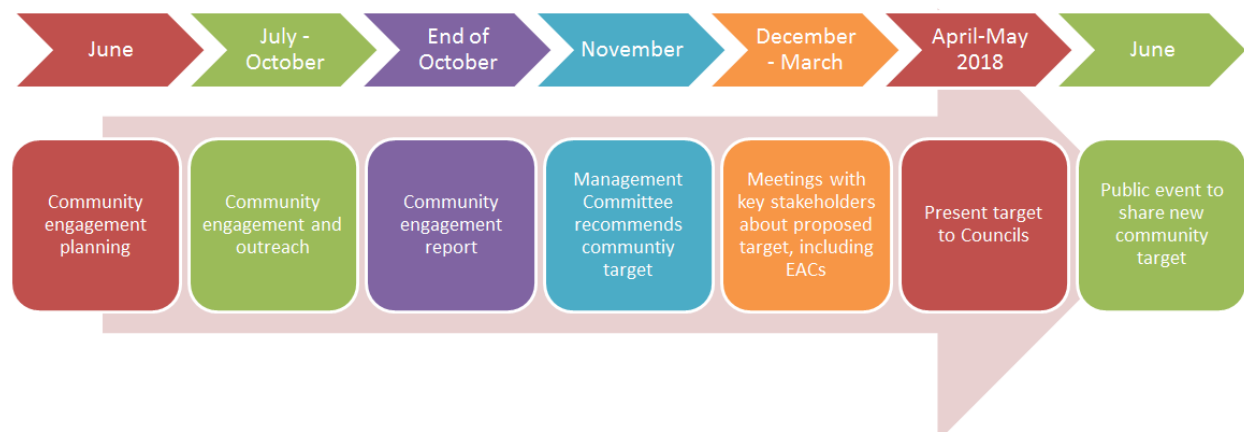 June
July -
October
End of
October
November
December
- March
April-May
2018
June
Community
engagement
planning
Community
engagement and
outreach
Community
engagement
report
Management
Committee
recommends
communtiy
target
Meetings with
key stakeholders
about proposed
target, including
EACs
Present target
to Councils
Public event to
share new
community
target